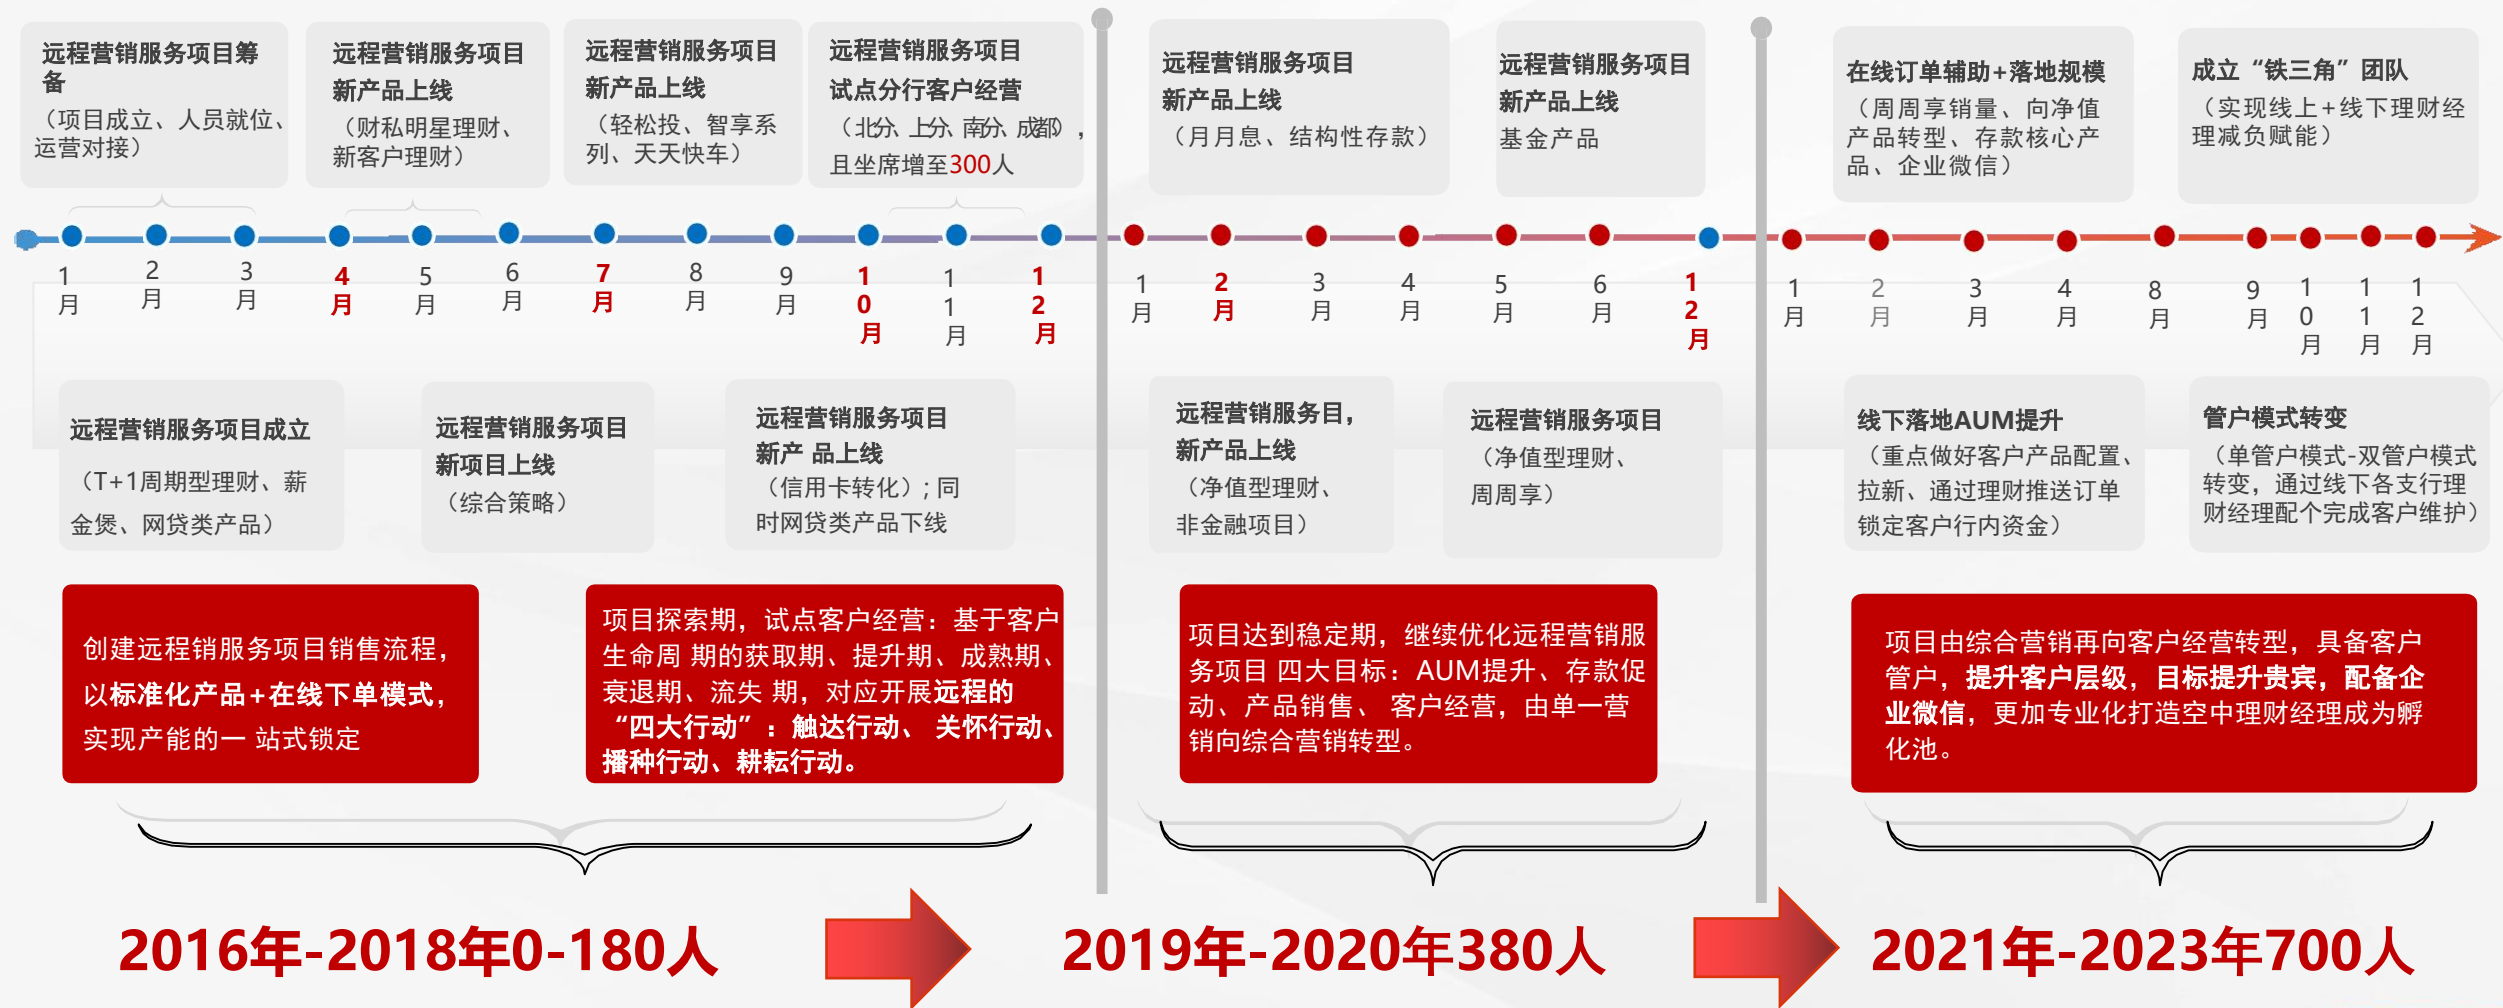 远程营销服务项目筹
备
（项目成立、人员就位、
运营对接）
远程营销服务项目
新产品上线
（财私明星理财、
新客户理财）
远程营销服务项目
新产品上线
（轻松投、智享系
列、天天快车）
远程营销服务项目
试点分行客户经营
（北分、上分、南分、成都），
且坐席增至300人
远程营销服务项目
新产品上线
（月月息、结构性存款）
远程营销服务项目
新产品上线
基金产品
在线订单辅助+落地规模
（周周享销量、向净值
产品转型、存款核心产
品、企业微信）
成立“铁三角”团队
（实现线上+线下理财经
理减负赋能）
1月
2月
3月
4月
5月
6月
7月
8月
9月
10月
11月
12月
1月
2月
3月
4月
5月
6月
12月
1月
2月
3月
4月
8月
9月
10月
11月
12月
远程营销服务项目成立
（T+1周期型理财、薪
金煲、网贷类产品）
远程营销服务项目
新项目上线
（综合策略）
远程营销服务项目
新产 品上线
（信用卡转化）；同
时网贷类产品下线
远程营销服务目，
新产品上线
（净值型理财、
非金融项目）
远程营销服务项目
（净值型理财、
周周享）
线下落地AUM提升
（重点做好客户产品配置、
拉新、通过理财推送订单
锁定客户行内资金）
管户模式转变
（单管户模式-双管户模式
转变，通过线下各支行理
财经理配个完成客户维护）
创建远程销服务项目销售流程，
以标准化产品+在线下单模式，
实现产能的一 站式锁定
项目探索期，试点客户经营：基于客户
生命周 期的获取期、提升期、成熟期、
衰退期、流失 期，对应开展远程的
“四大行动”：触达行动、 关怀行动、
播种行动、耕耘行动。
项目达到稳定期，继续优化远程营销服
务项目 四大目标：AUM提升、存款促
动、产品销售、 客户经营，由单一营
销向综合营销转型。
项目由综合营销再向客户经营转型，具备客户
管户，提升客户层级，目标提升贵宾，配备企
业微信，更加专业化打造空中理财经理成为孵
化池。
2016年-2018年0-180人
2019年-2020年380人
2021年-2023年700人